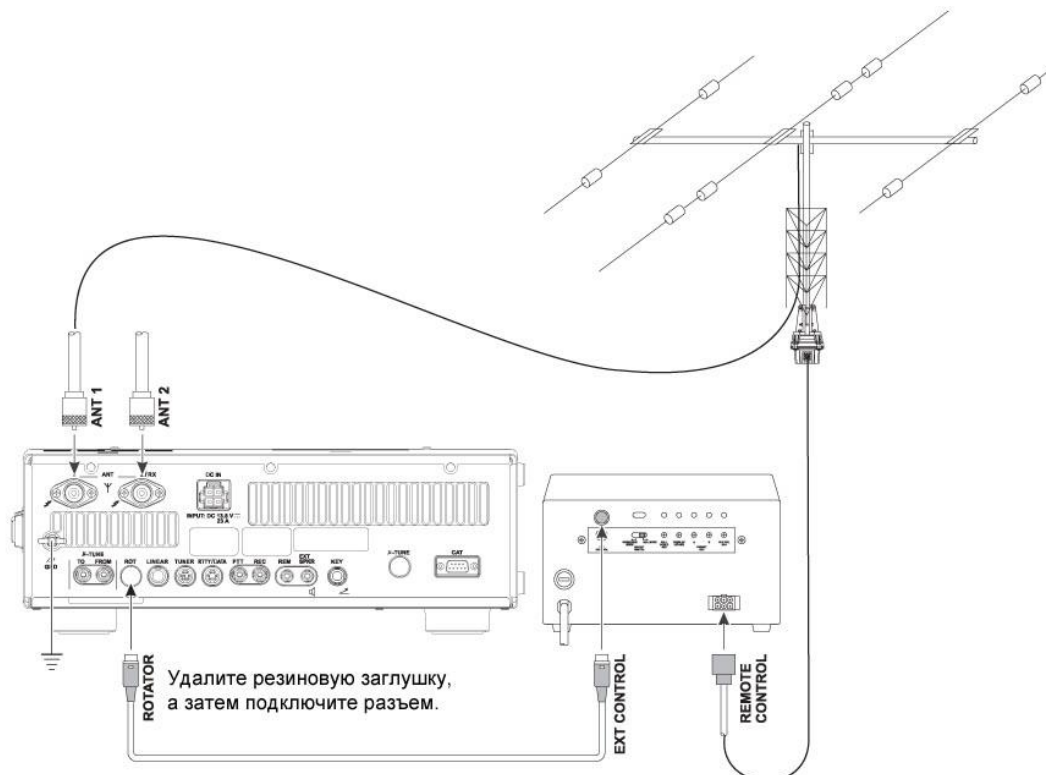 ANT 1
ANT 2
ANT
2/RX
DC IN
INPUT: DC 13.8 V
23 A
GND
μ-TUNE
TO FROM ROT LINEAR TUNER RTTY/DATA PTT REC REM EXT SPKR KEY
μ-TUNE
CAT
ROTATOR
Удалите резиновую заглушку,
а затем подключите разъем.
EXT CONTROL
REMOTE
CONTROL